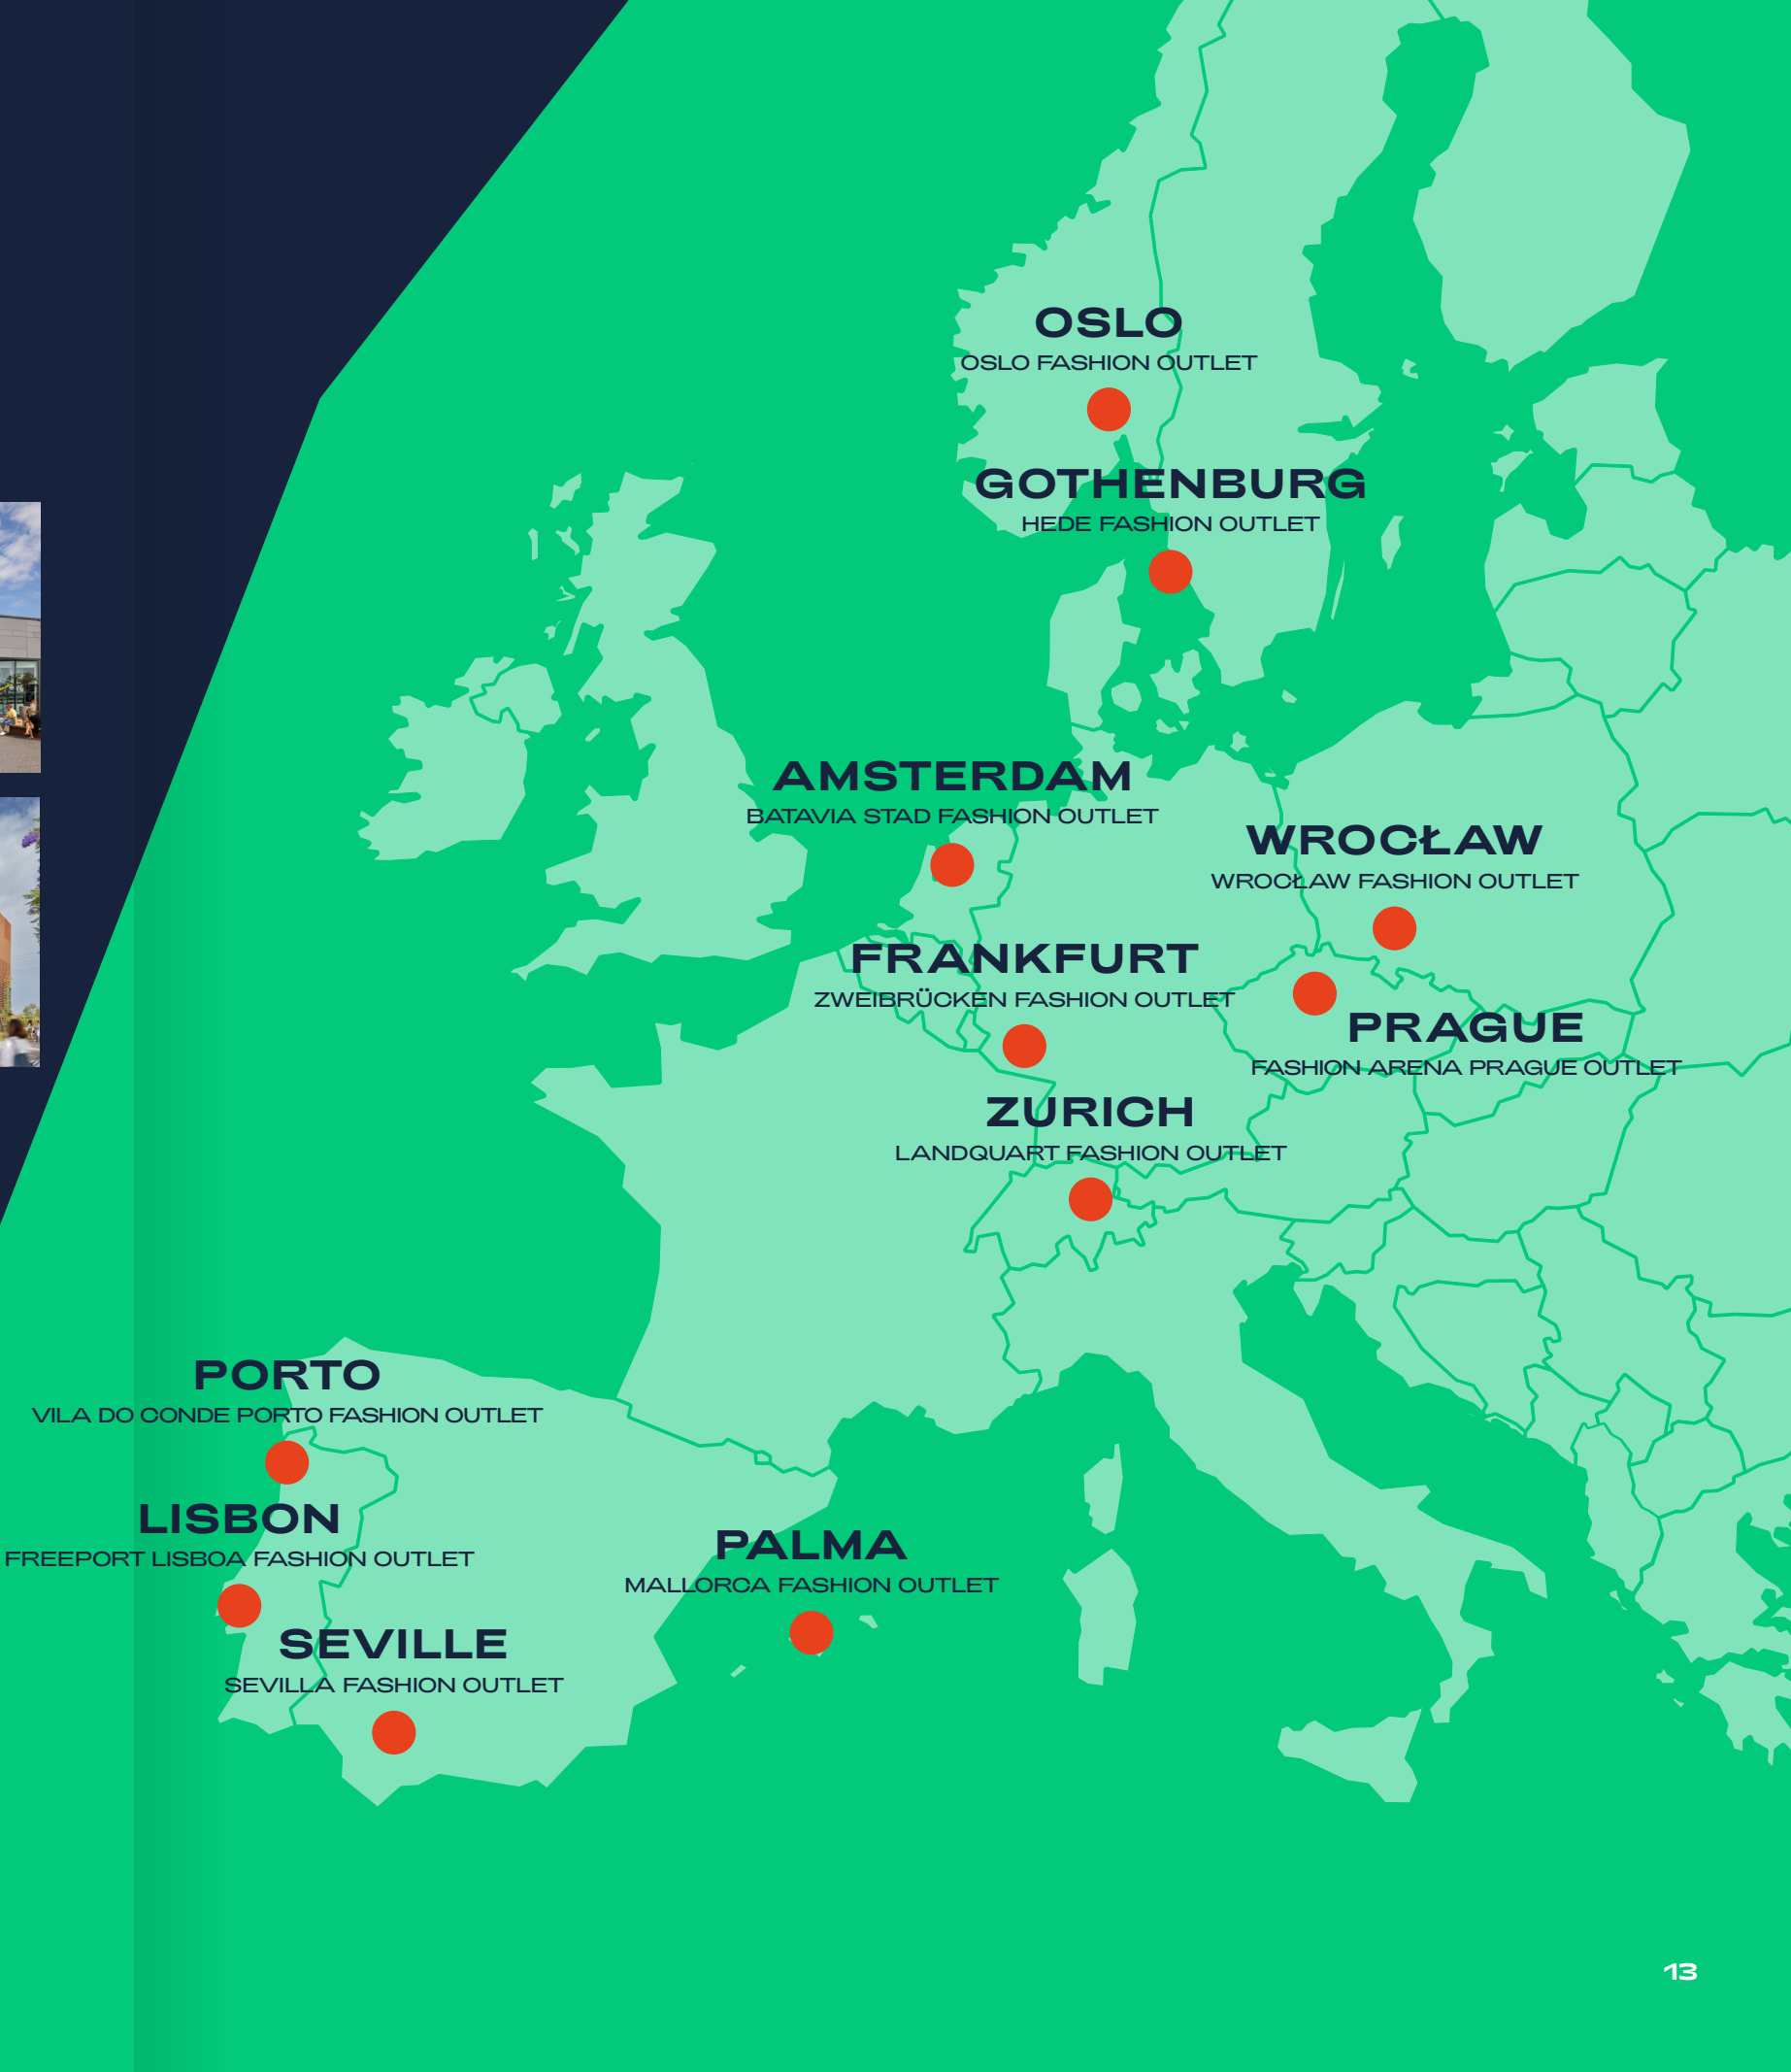 OSLO
OSLO FASHION OUTLET
GOTHENBURG
HEDE FASHION OUTLET
AMSTERDAM
BATAVIA STAD FASHION OUTLET
WROCŁAW
WROCŁAW FASHION OUTLET
FRANKFURT
ZWEIBRÜCKEN FASHION OUTLET
PRAGUE
FASHION ARENA PRAGUE OUTLET
ZURICH
LANDQUART FASHION OUTLET
PORTO
VILA DO CONDE PORTO FASHION OUTLET
LISBON
FREEPORT LISBOA FASHION OUTLET
PALMA
MALLORCA FASHION OUTLET
SEVILLE
SEVILLA FASHION OUTLET
13